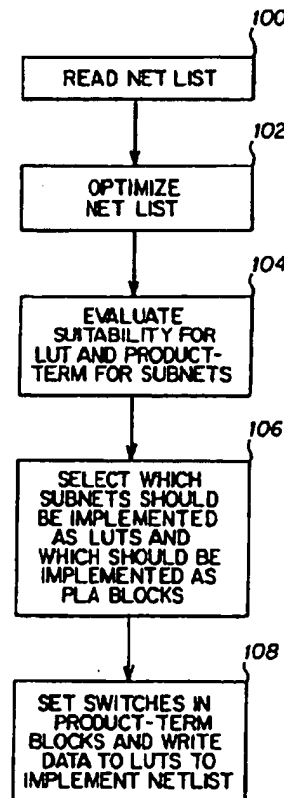 100
READ NET LIST
102
OPTIMIZE
NET LIST
104
EVALUATE
SUITABILITY FOR
LUT AND PRODUCT-
TERM FOR SUBNETS
106
SELECT WHICH
SUBNETS SHOULD
BE IMPLEMENTED
AS LUTS AND
WHICH SHOULD BE
IMPLEMENTED AS
PLA BLOCKS
108
SET SWITCHES IN
PRODUCT-TERM
BLOCKS AND WRITE
DATA TO LUTS TO
IMPLEMENT NETLIST